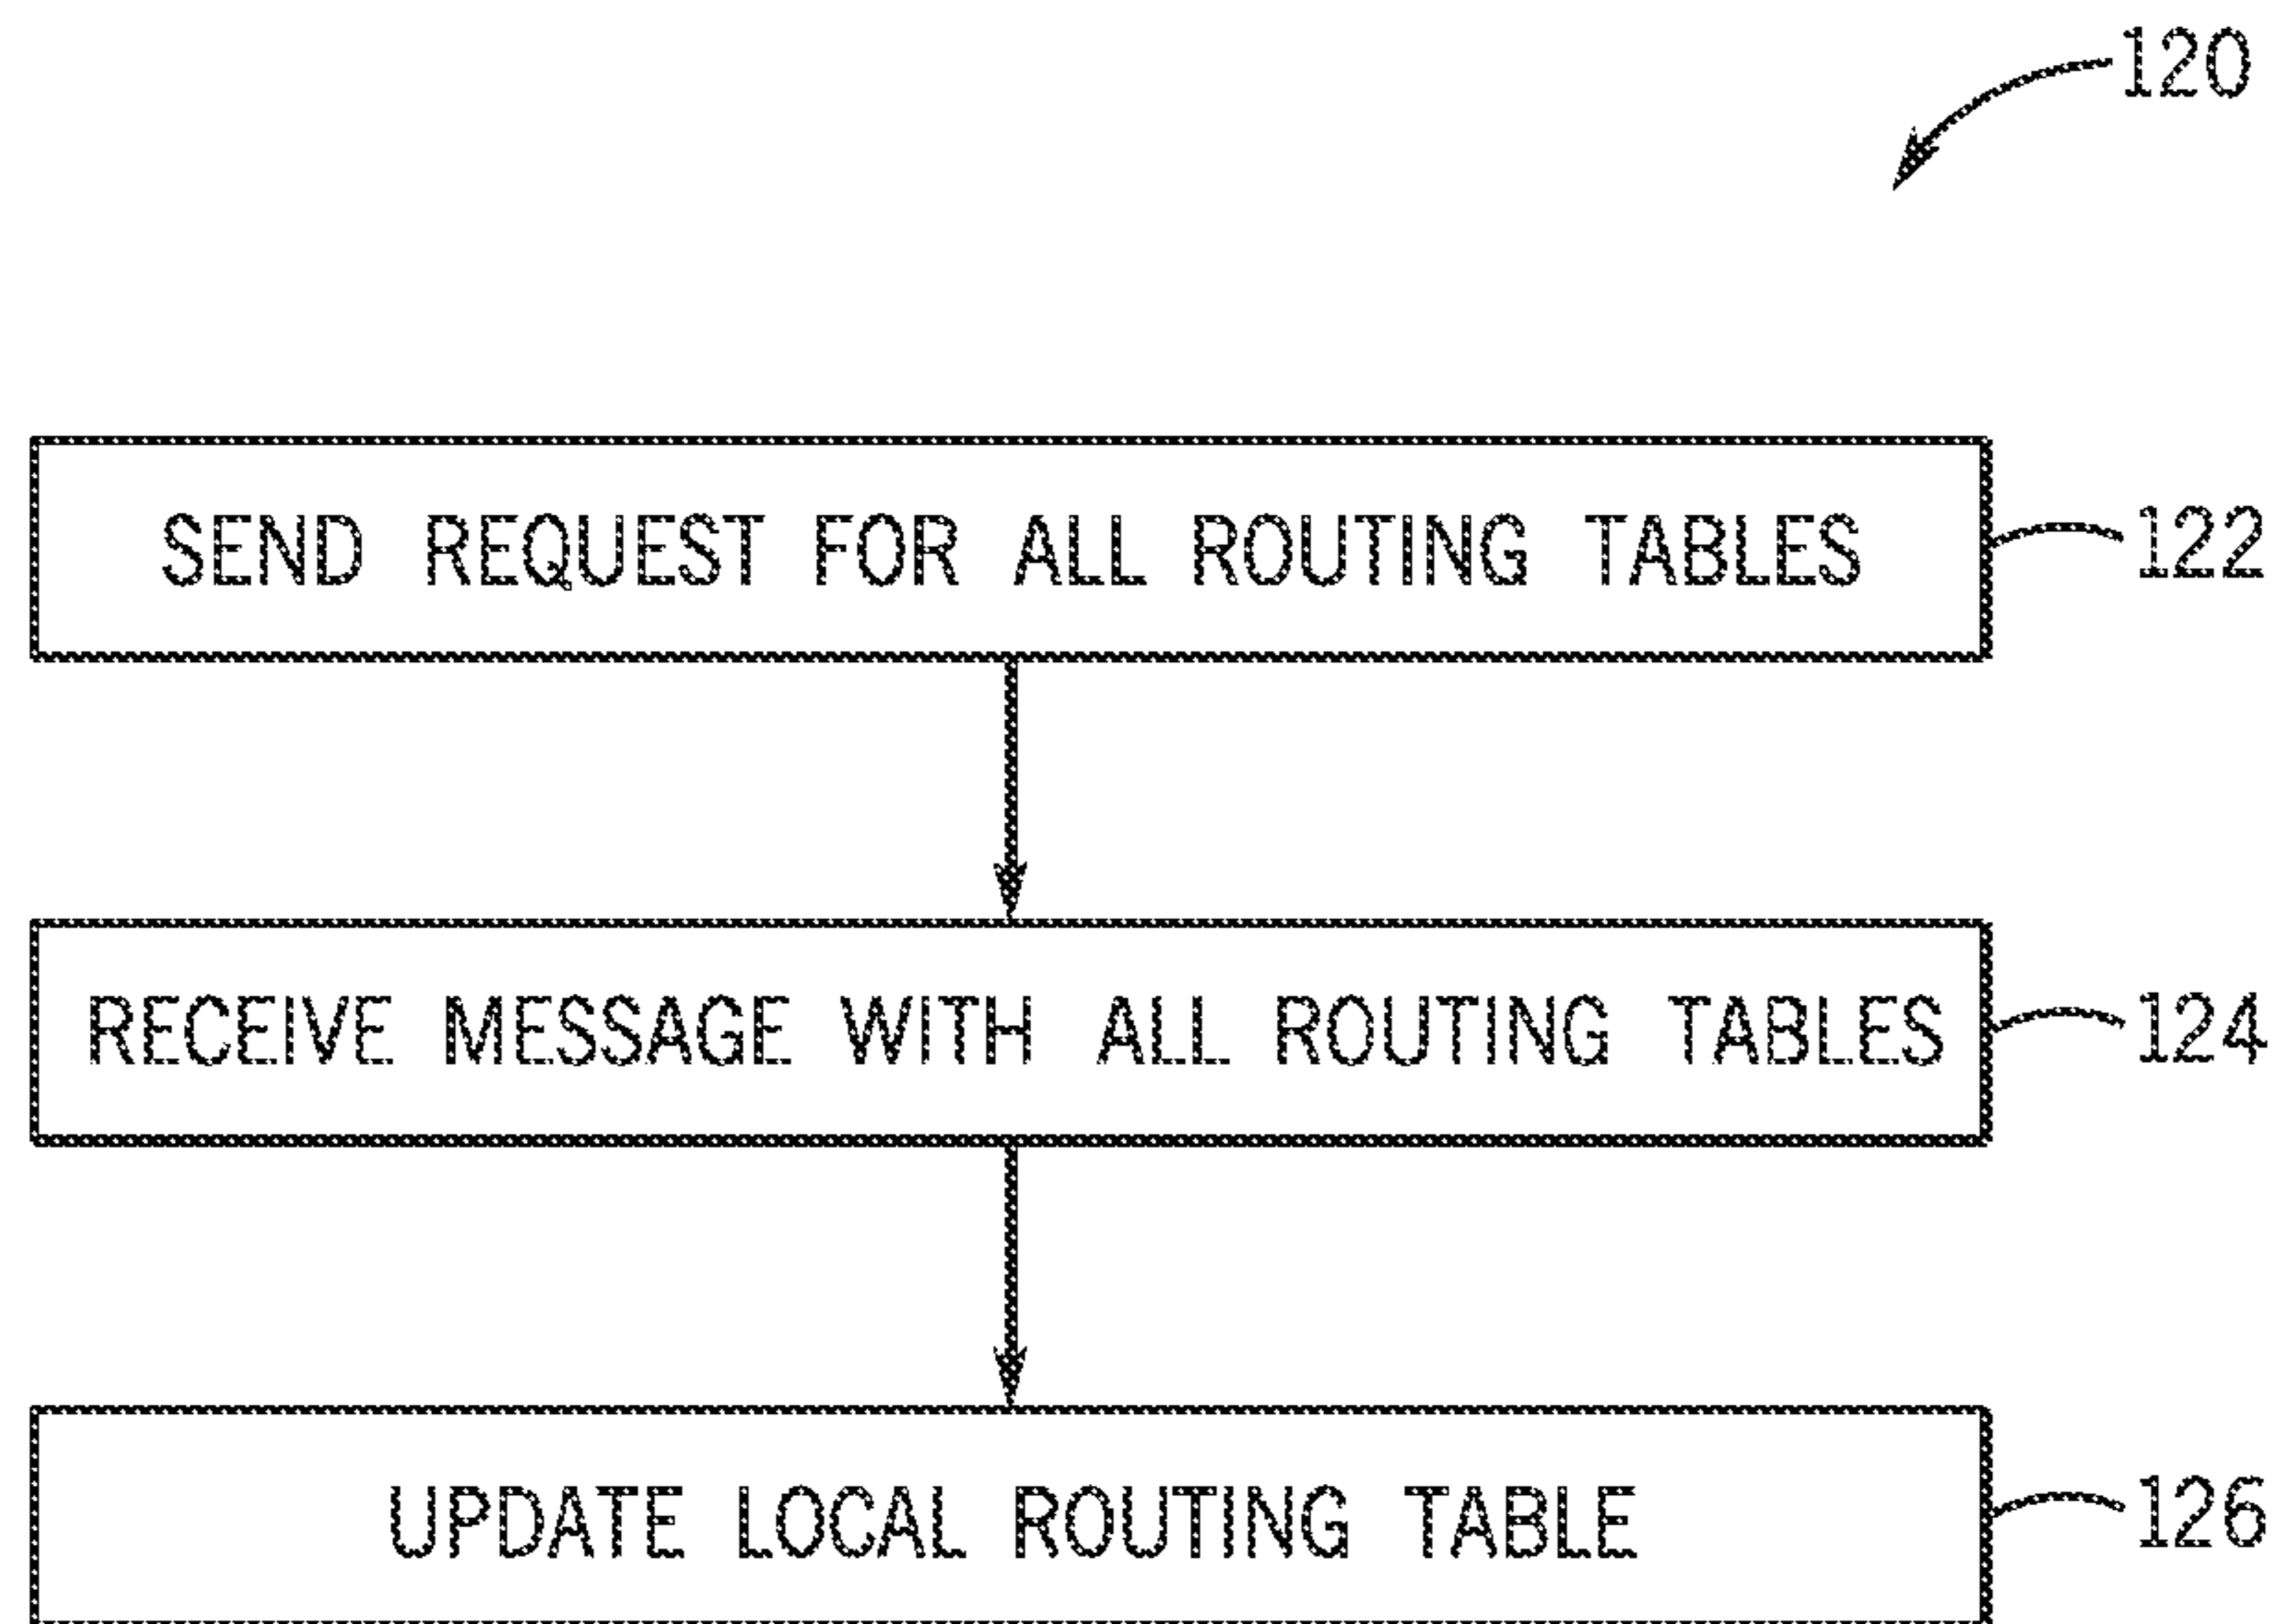 120
SEND REQUEST FOR ALL ROUTING TABLES
122
RECEIVE MESSAGE WITH ALL ROUTING TABLES
124
UPDATE LOCAL ROUTING TABLE
126